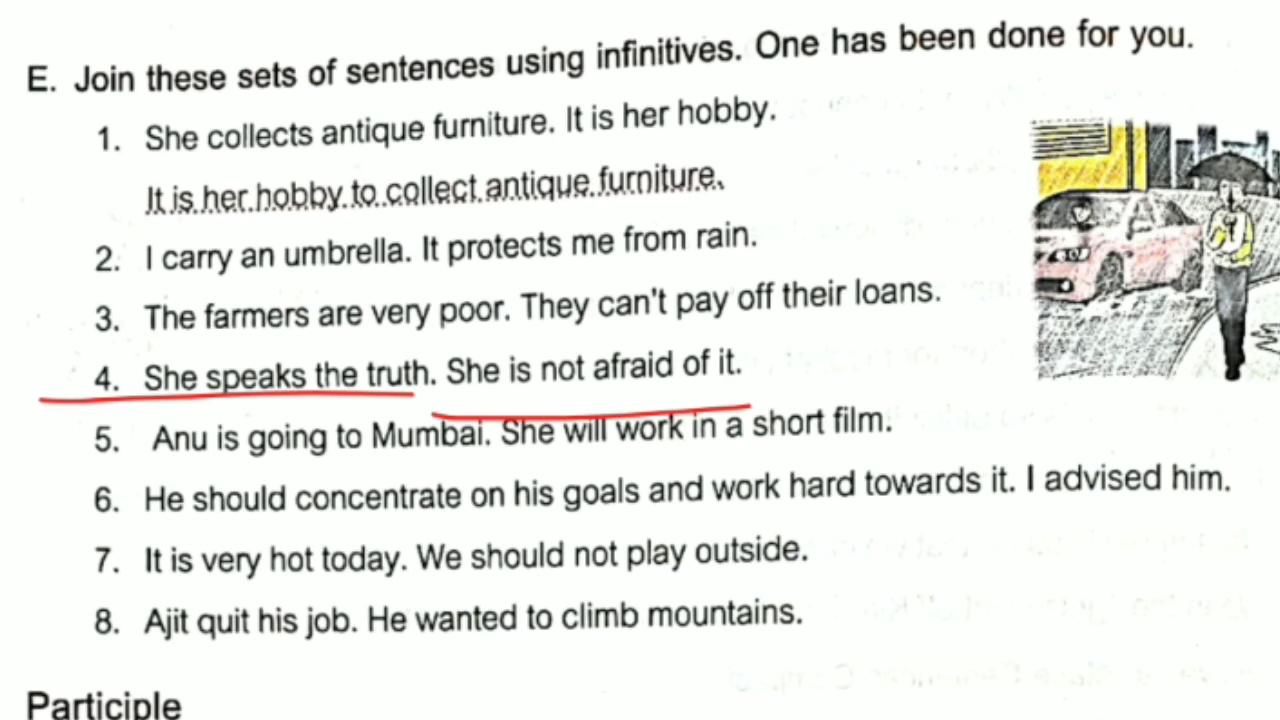 E. Join these sets of sentences using infinitives. One has been done for you.
1. She collects antique furniture. It is her hobby.
It is her hobby to collect antique furniture.
2. I carry an umbrella. It protects me from rain.
3. The farmers are very poor. They can't pay off their loans.
4. She speaks the truth. She is not afraid of it.
5. Anu is going to Mumbai. She will work in a short film.
6. He should concentrate on his goals and work hard towards it. I advised him.
7. It is very hot today. We should not play outside.
8. Ajit quit his job. He wanted to climb mountains.
Participle